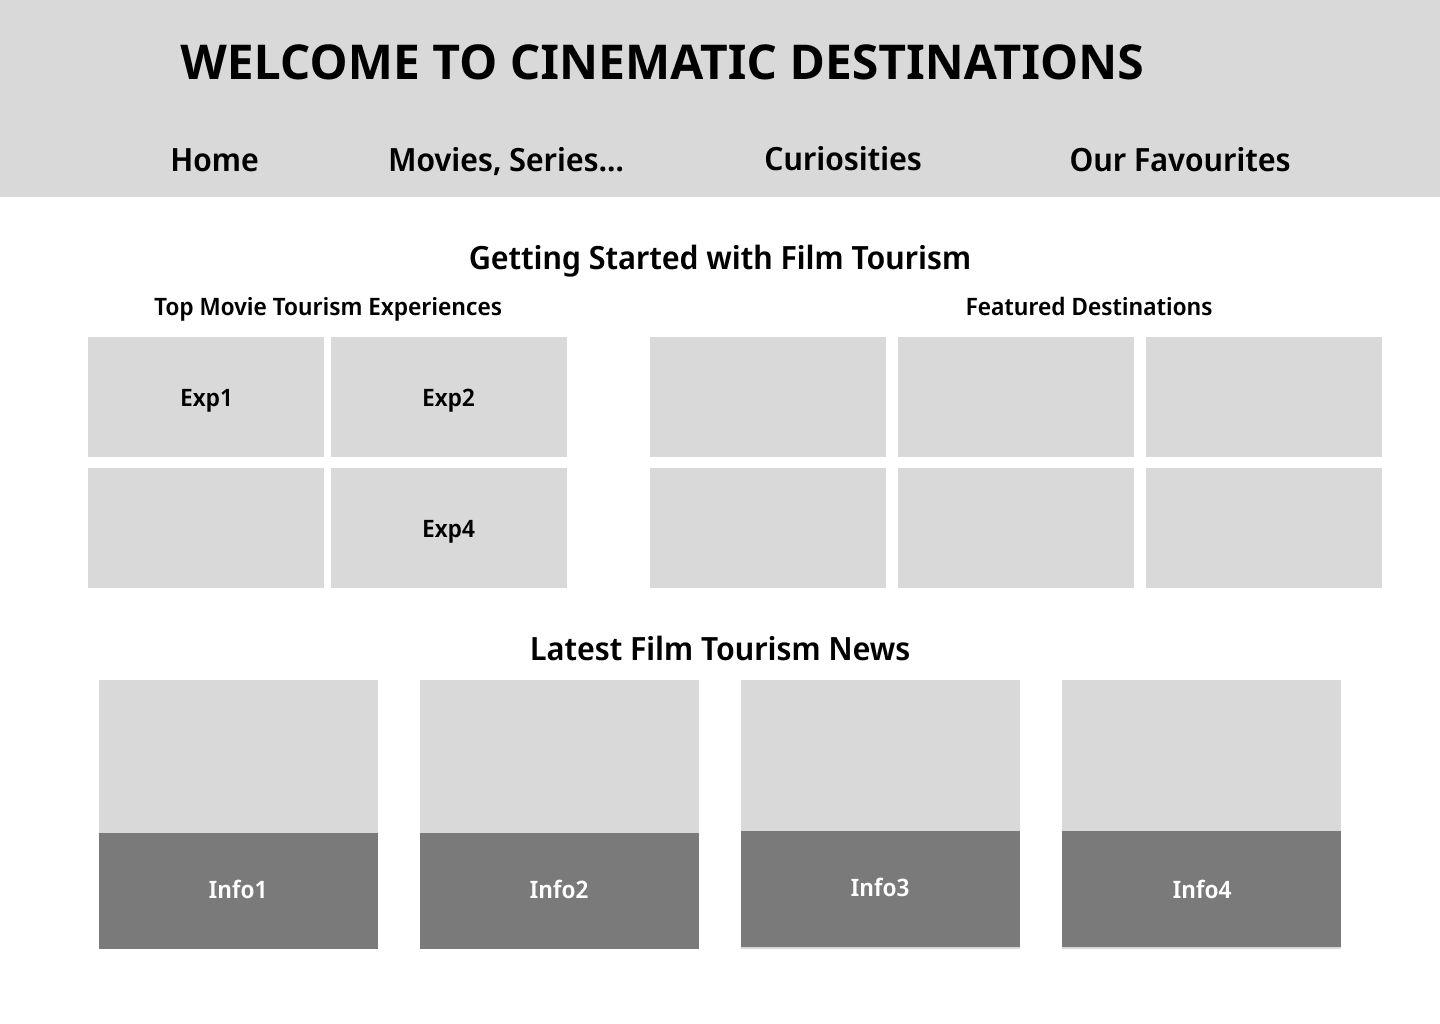 WELCOME TO CINEMATIC DESTINATIONS
Home
Movies, Series...
Curiosities
Our Favourites
Getting Started with Film Tourism
Top Movie Tourism Experiences
Featured Destinations
Exp1
Exp2
Exp4
Latest Film Tourism News
Info1
Info2
Info3
Info4